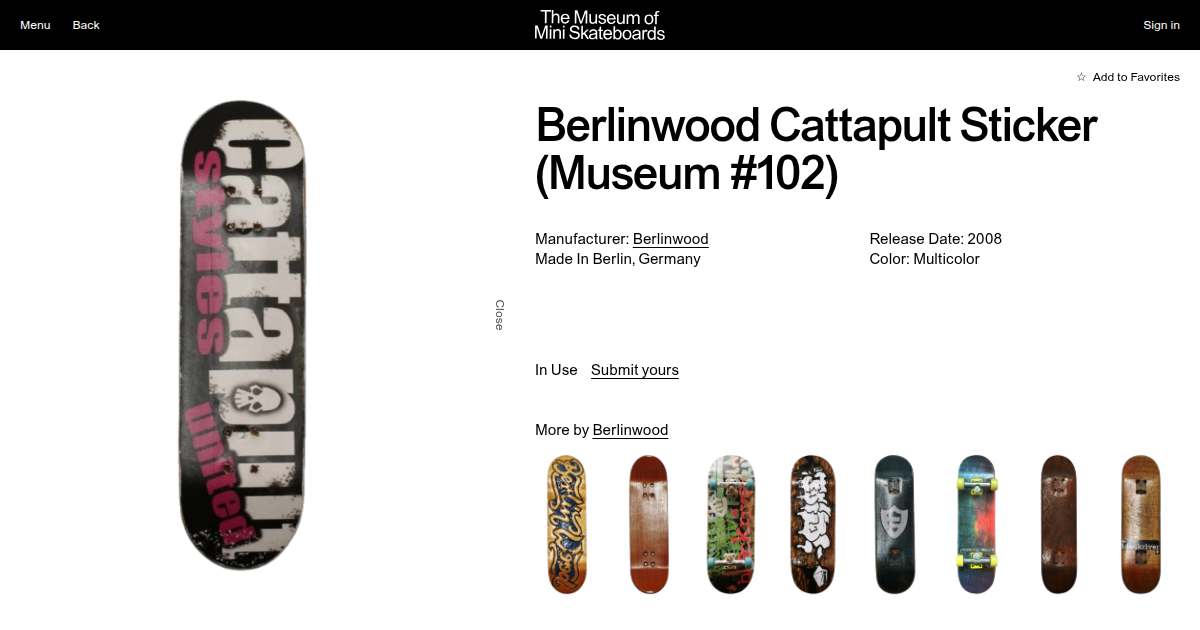 Menu
Back
The Museum of
Mini Skateboards
Sign in
☆ Add to Favorites
Berlinwood Cattapult Sticker
(Museum #102)
Manufacturer: Berlinwood
Made In Berlin, Germany
Release Date: 2008
Color: Multicolor
Close
In Use
Submit yours
More by Berlinwood
cattapult
styles
united